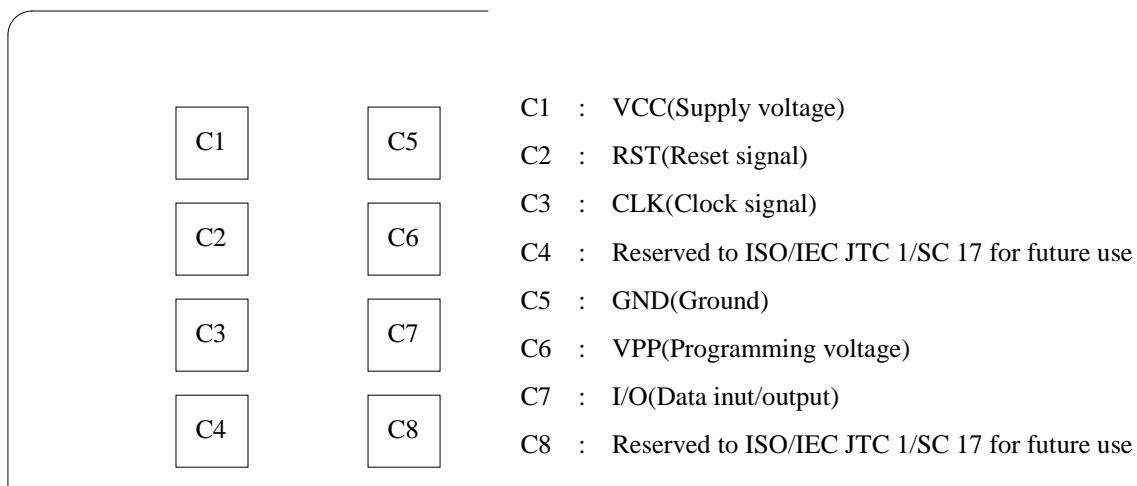 C1 C5
C2 C6
C3 C7
C4 C8
C1 : VCC(Supply voltage)
C2 : RST(Reset signal)
C3 : CLK(Clock signal)
C4 : Reserved to ISO/IEC JTC 1/SC 17 for future use
C5 : GND(Ground)
C6 : VPP(Programming voltage)
C7 : I/O(Data inut/output)
C8 : Reserved to ISO/IEC JTC 1/SC 17 for future use